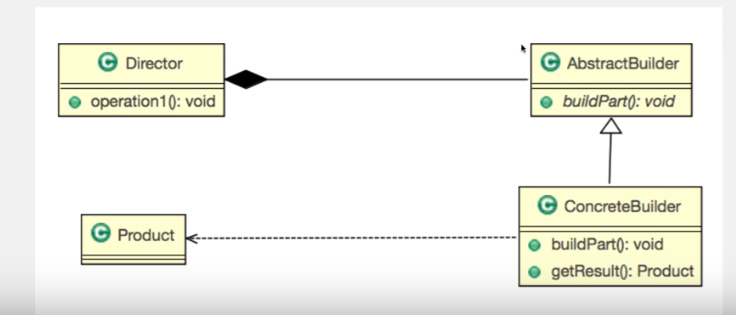 C Director
operation1(): void
C AbstractBuilder
buildPart(): void
C Product
C ConcreteBuilder
buildPart(): void
getResult(): Product